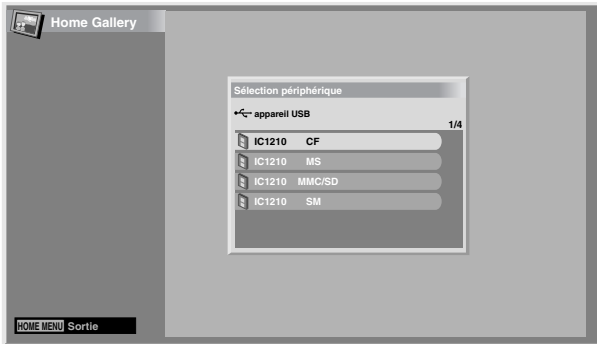 Home Gallery
Sélection périphérique
appareil USB
1/4
IC1210 CF
IC1210 MS
IC1210 MMC/SD
IC1210 SM
HOME MENU Sortie